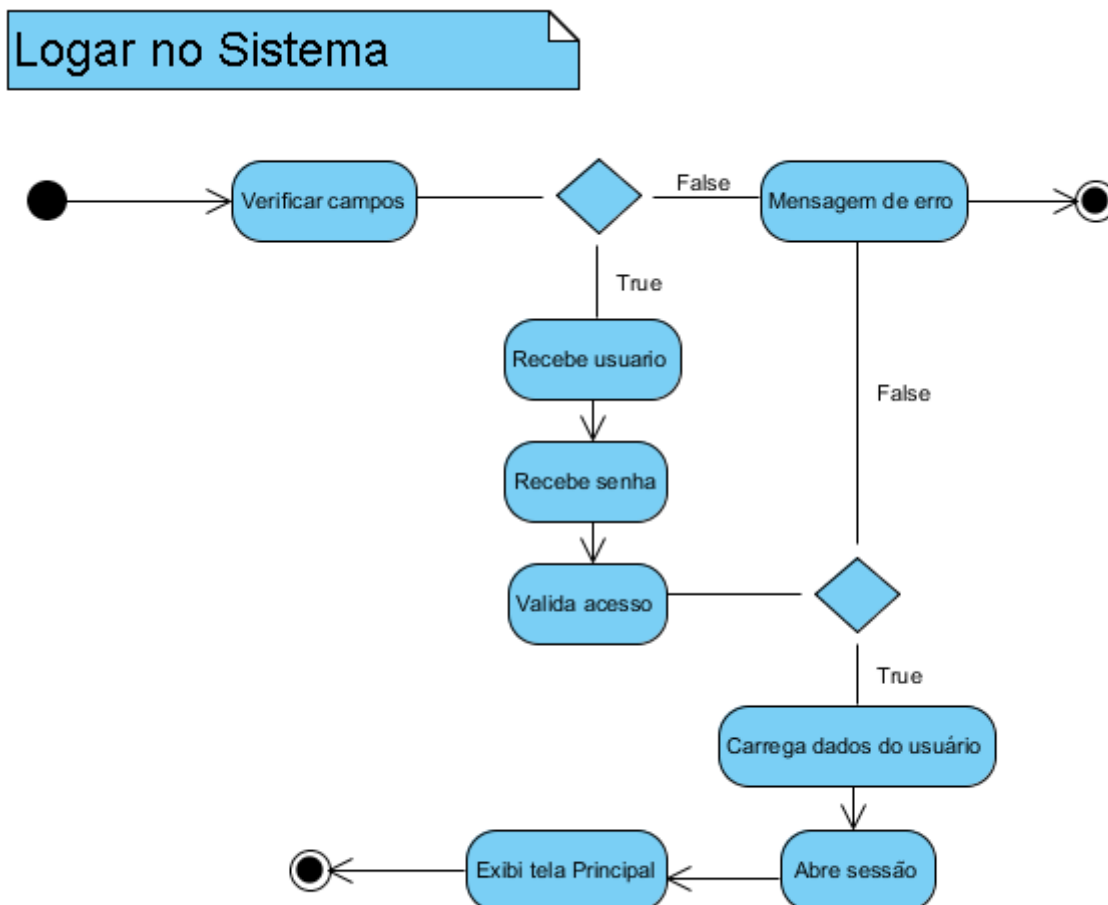 Logar no Sistema
Verificar campos
False
Mensagem de erro
True
Recebe usuario
False
Recebe senha
Valida acesso
True
Carrega dados do usuário
Exibi tela Principal
Abre sessão